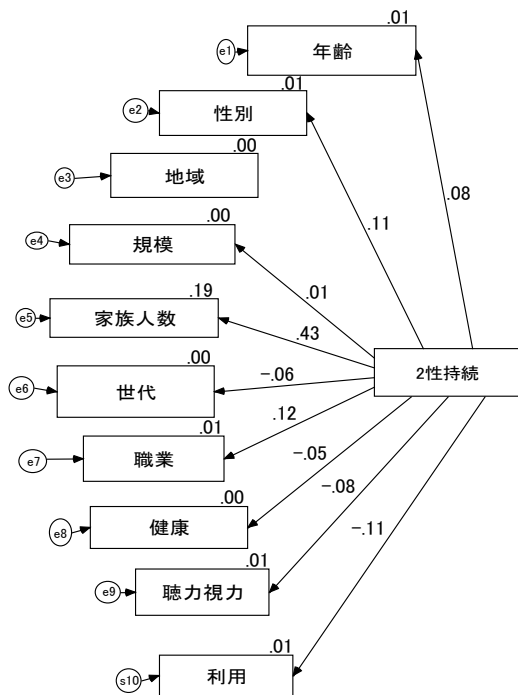 .01
e1
年齢
.01
e2
性別
.08
.00
e3
地域
.11
.00
e4
規模
.01
.19
e5
家族人数
.43
2性持続
.00
-.06
e6
世代
.12
.01
e7
職業
-.05
.00
-.08
e8
健康
-.11
.01
e9
聴力視力
.01
s10
利用